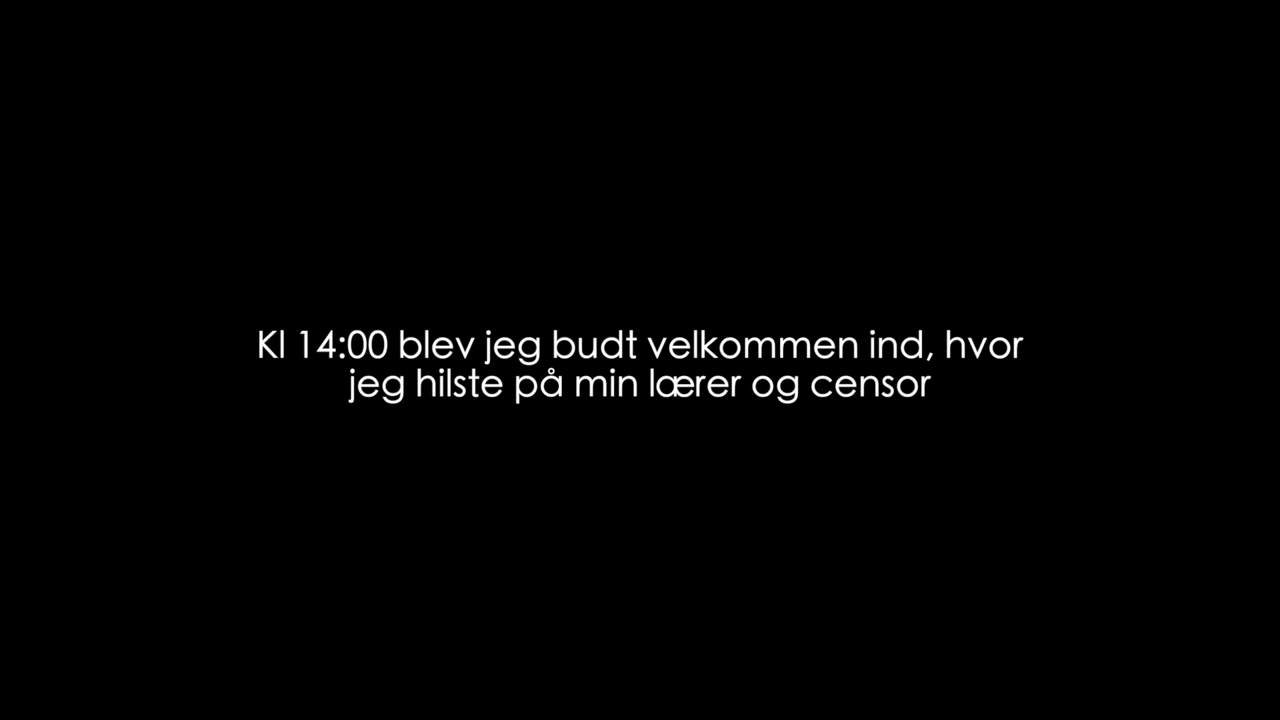 Kl 14:00 blev jeg budt velkommen ind, hvor
jeg hilste på min lærer og censor